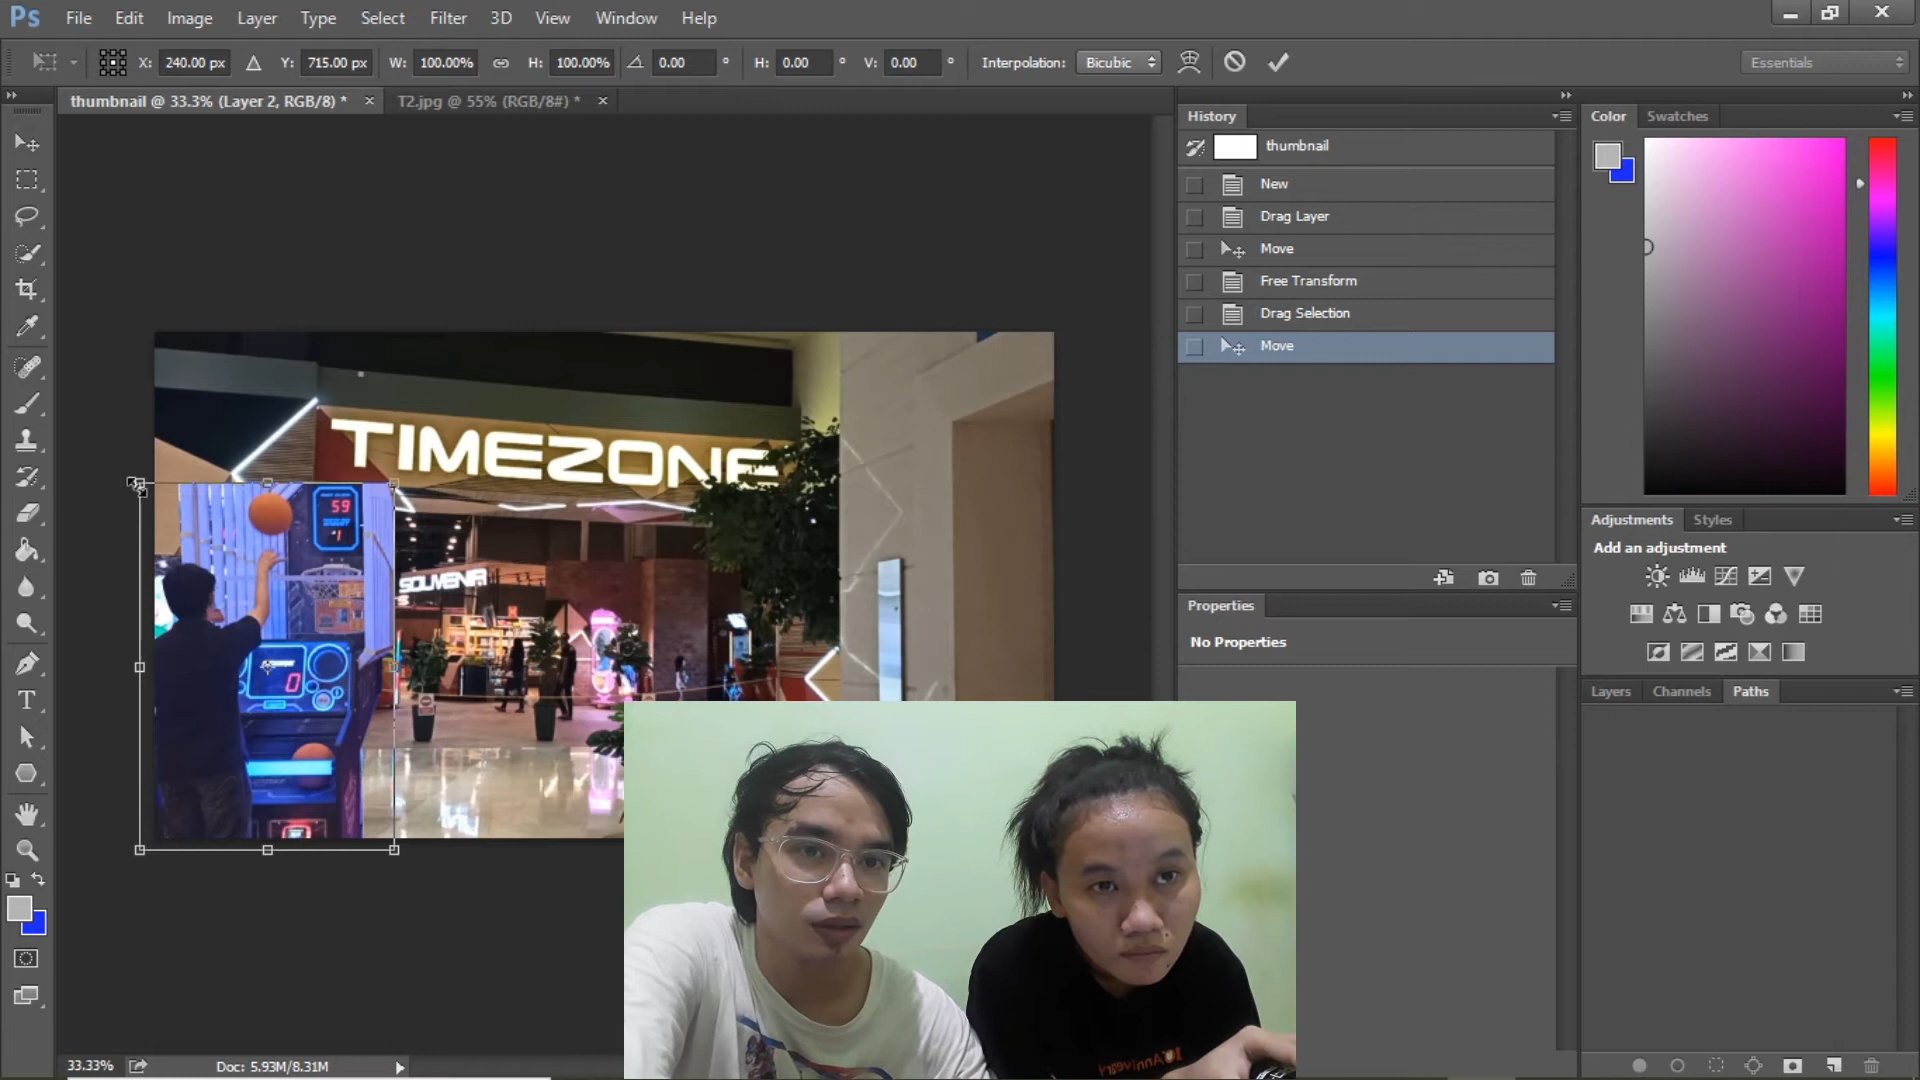 Ps File Edit Image Layer Type Select Filter 3D View Window Help
X: 240.00 px Y: 715.00 px W: 100.00% H: 100.00% 0.00 ° H: 0.00 ° V: 0.00 ° Interpolation: Bicubic Essentials
thumbnail @ 33.3% (Layer 2, RGB/8) * × T2.jpg @ 55% (RGB/8#) * ×
History
thumbnail
New
Drag Layer
Move
Free Transform
Drag Selection
Move
Properties
No Properties
Color Swatches
Adjustments Styles
Add an adjustment
Layers Channels Paths
TIMEZONE
59
1
SOUVENIR
S
0
T
33.33% Doc: 5.93M/8.31M